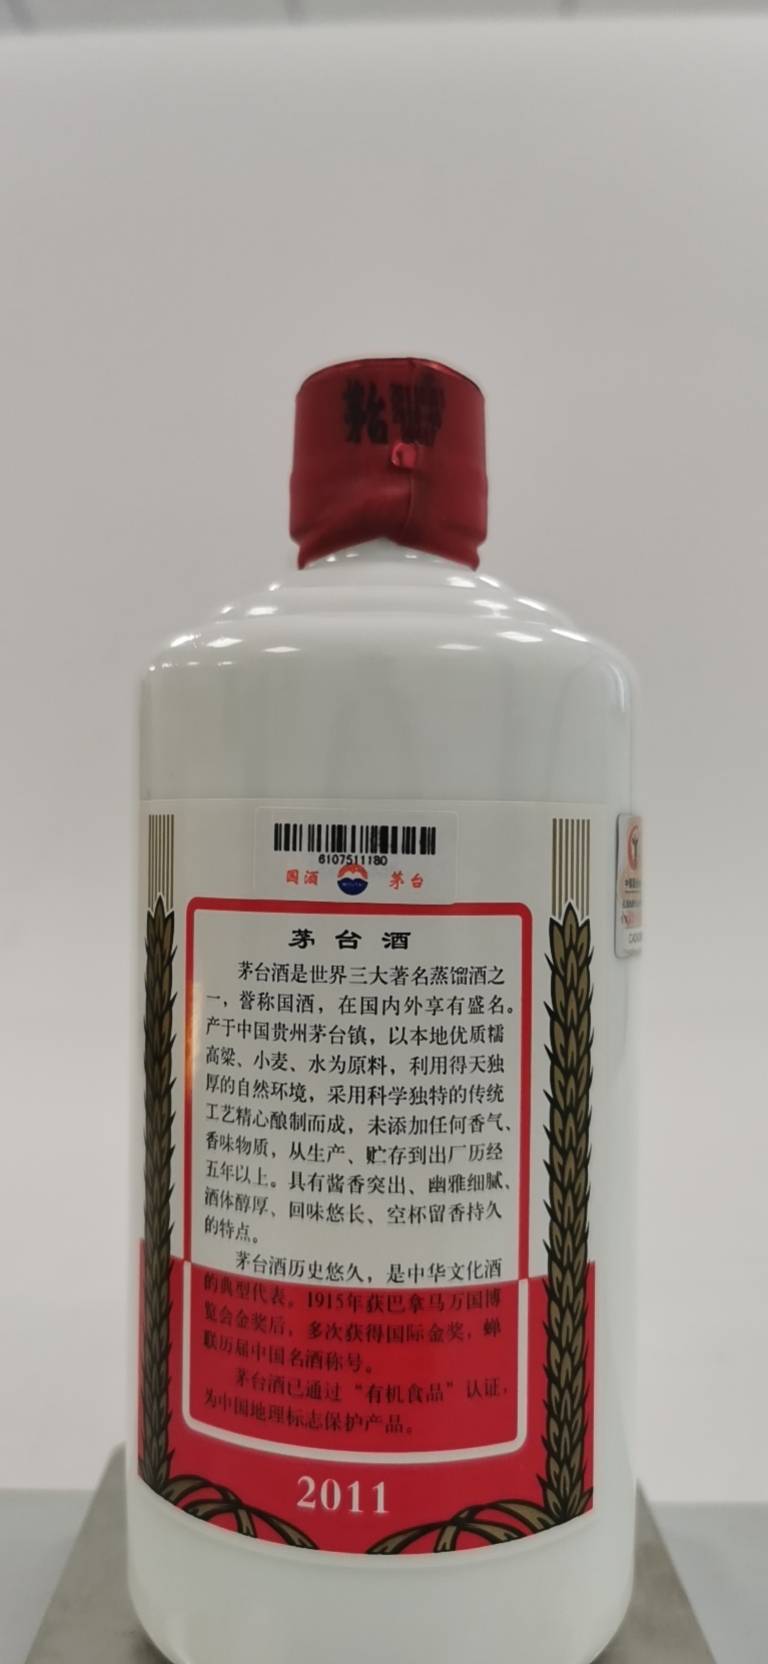 6107511180
国酒 茅台
茅台酒
茅台酒是世界三大著名蒸馏酒之
一，誉称国酒，在国内外享有盛名。
产于中国贵州茅台镇，以本地优质糯
高粱、小麦、水为原料，利用得天独
厚的自然环境，采用科学独特的传统
工艺精心酿制而成，未添加任何香气、
香味物质，从生产、贮存到出厂历经
五年以上。具有酱香突出、幽雅细腻、
酒体醇厚、回味悠长、空杯留香持久
的特点。
茅台酒历史悠久，是中华文化酒
的典型代表。1915年获巴拿马万国博
览会金奖后，多次获得国际金奖，蝉
联历届中国名酒称号。
茅台酒已通过“有机食品”认证，
为中国地理标志保护产品。
2011